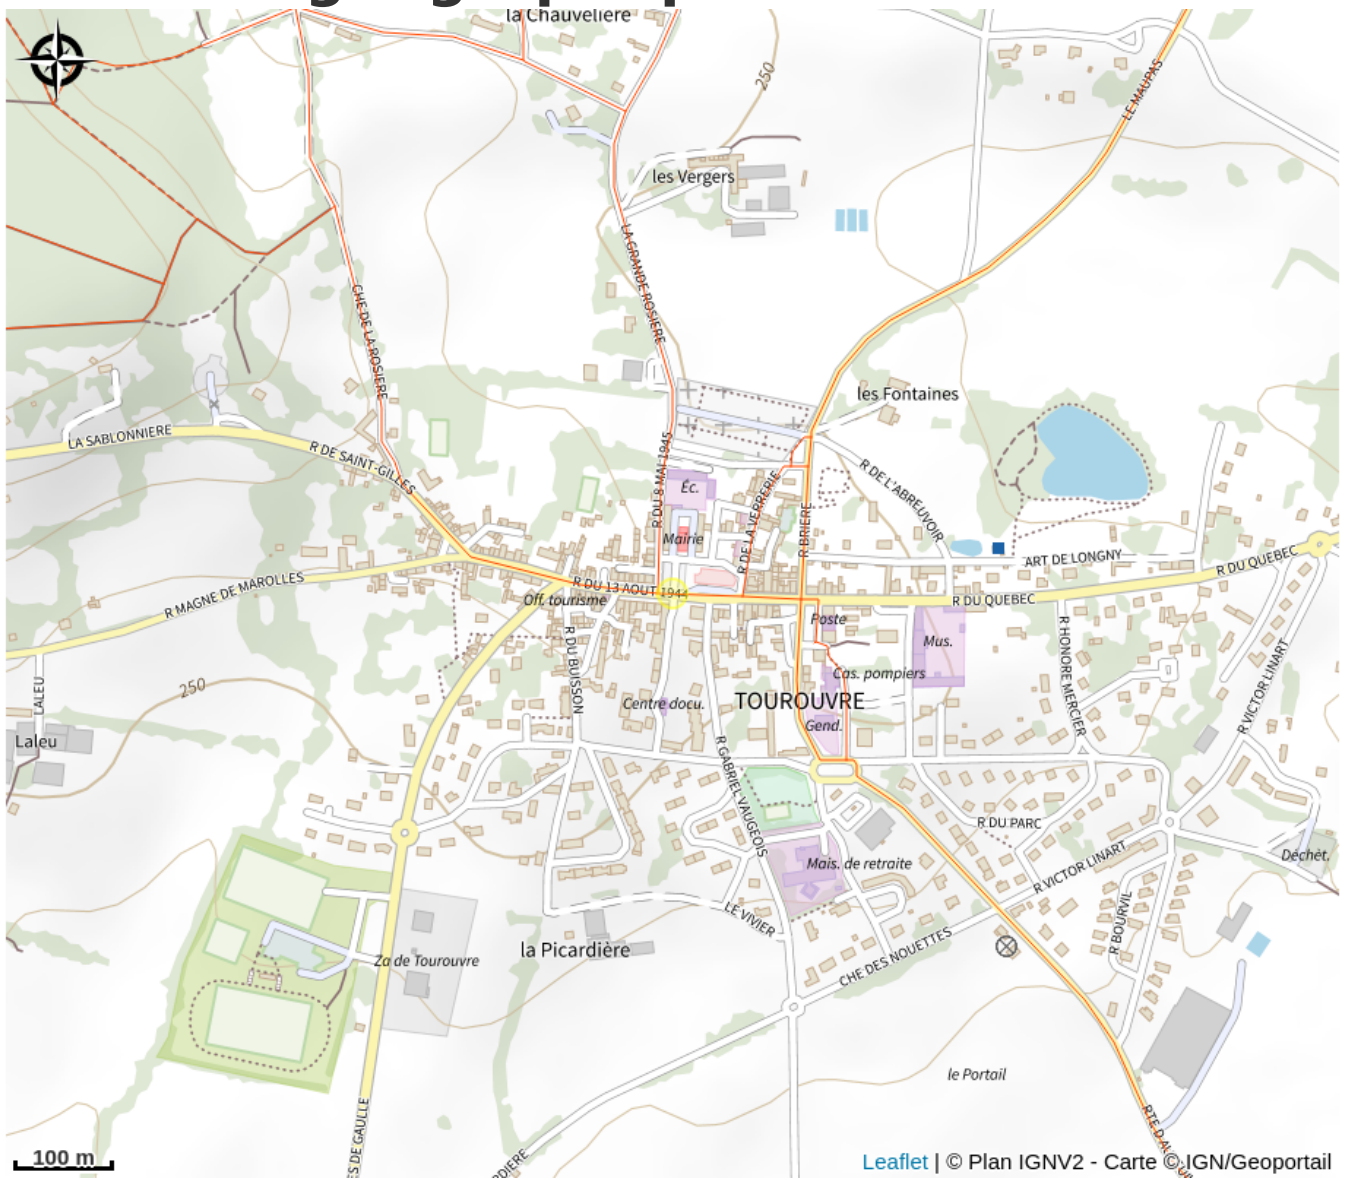 la Chauvelière
250
LE MAUPAS
les Vergers
LA GRANDE ROSIERE
CHE DE LA ROSIERE
les Fontaines
LA SABLONNIERE
R DE SAINT-GILLES
R DU 8 MAI 1945
Éc.
R DE LA VERRERIE
R DE L'ABREUVOIR
R BRIERE
Mairie
ART DE LONGNY
R DU QUEBEC
R MAGNE DE MAROLLES
R DU 13 AOUT 1944
Off. tourisme
R DU QUEBEC
Poste
Mus.
R DU BUISSON
R HONORE MERCIER
Cas. pompiers
R VICTOR LINART
250
LALEU
Centre docu.
TOUROUVRE
Gend.
Laleu
R GABRIEL VAUGEOIS
R DU PARC
Mais. de retraite
Déchèt.
R VICTOR LINART
LE VIVIER
R BOURVIL
la Picardière
Za de Tourouvre
CHE DES NOUETTES
le Portail
ES DE GAULLE
RDIERE
100 m
Leaflet | © Plan IGNV2 - Carte © IGN/Geoportail